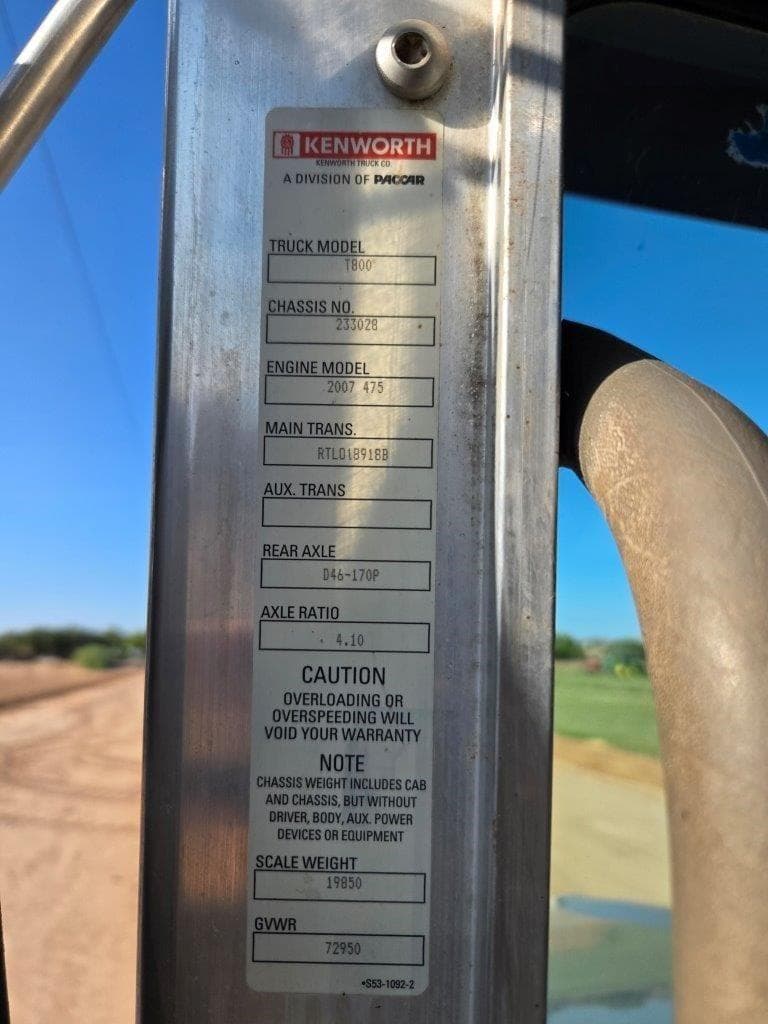 KENWORTH
KENWORTH TRUCK CO.
A DIVISION OF PACCAR
TRUCK MODEL
T800
CHASSIS NO.
233028
ENGINE MODEL
2007 475
MAIN TRANS.
RTLO18918B
AUX. TRANS
REAR AXLE
D46-170P
AXLE RATIO
4.10
CAUTION
OVERLOADING OR
OVERSPEEDING WILL
VOID YOUR WARRANTY
NOTE
CHASSIS WEIGHT INCLUDES CAB
AND CHASSIS, BUT WITHOUT
DRIVER, BODY, AUX. POWER
DEVICES OR EQUIPMENT
SCALE WEIGHT
19850
GVWR
72950
•S53-1092-2